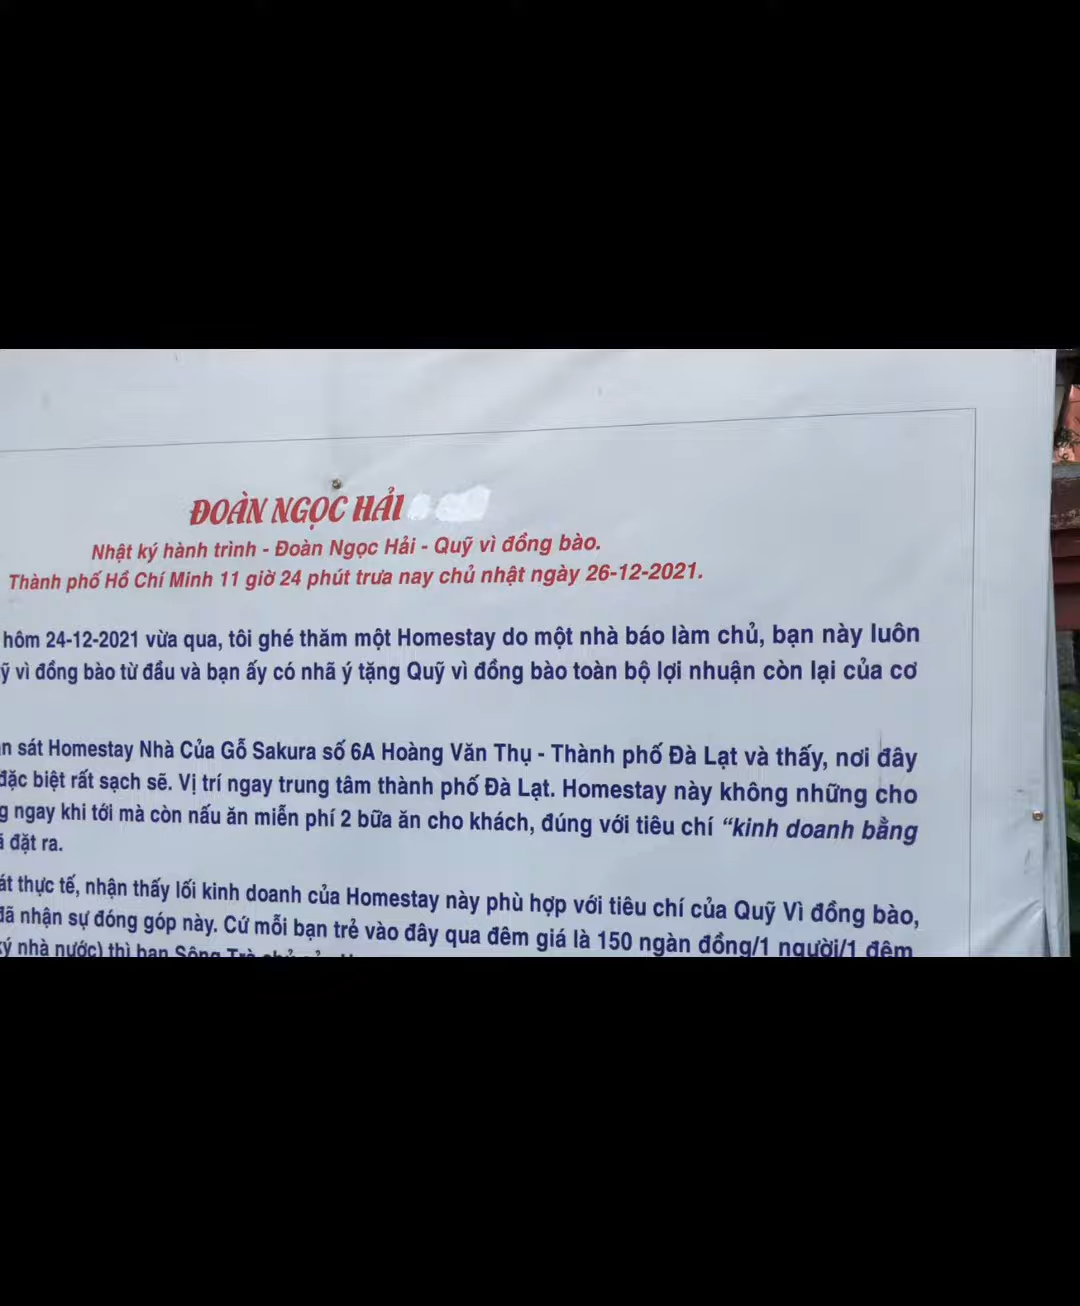 ĐOÀN NGỌC HẢI
Nhật ký hành trình - Đoàn Ngọc Hải - Quỹ vì đồng bào.
Thành phố Hồ Chí Minh 11 giờ 24 phút trưa nay chủ nhật ngày 26-12-2021.
hôm 24-12-2021 vừa qua, tôi ghé thăm một Homestay do một nhà báo làm chủ, bạn này luôn
ỹ vì đồng bào từ đầu và bạn ấy có nhã ý tặng Quỹ vì đồng bào toàn bộ lợi nhuận còn lại của cơ
n sát Homestay Nhà Của Gỗ Sakura số 6A Hoàng Văn Thụ - Thành phố Đà Lạt và thấy, nơi đây
đặc biệt rất sạch sẽ. Vị trí ngay trung tâm thành phố Đà Lạt. Homestay này không những cho
g ngay khi tới mà còn nấu ăn miễn phí 2 bữa ăn cho khách, đúng với tiêu chí “kinh doanh bằng
ã đặt ra.
át thực tế, nhận thấy lối kinh doanh của Homestay này phù hợp với tiêu chí của Quỹ Vì đồng bào,
đã nhận sự đóng góp này. Cứ mỗi bạn trẻ vào đây qua đêm giá là 150 ngàn đồng/1 người/1 đêm
ý nhà nước) thì bạn Sông Trà